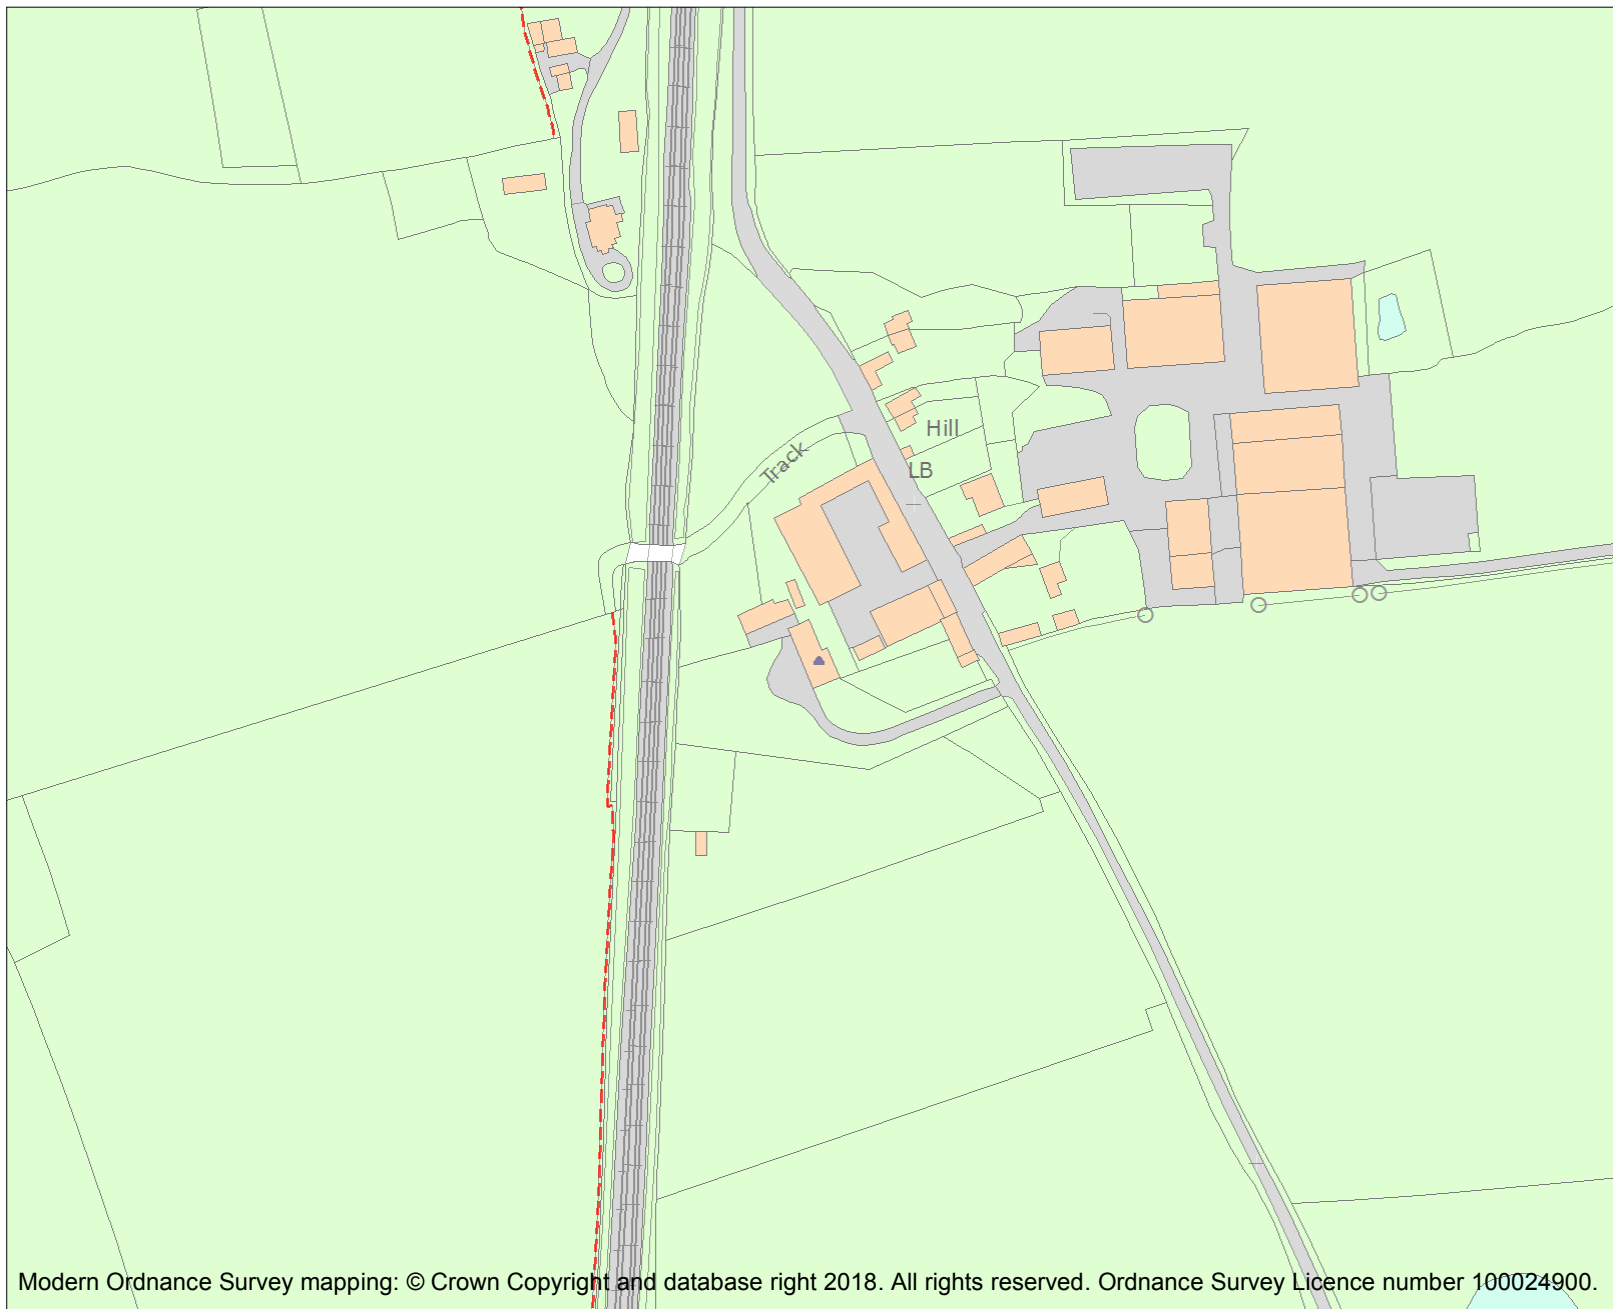 Hill
Track
LB
Modern Ordnance Survey mapping: © Crown Copyright and database right 2018. All rights reserved. Ordnance Survey Licence number 100024900.